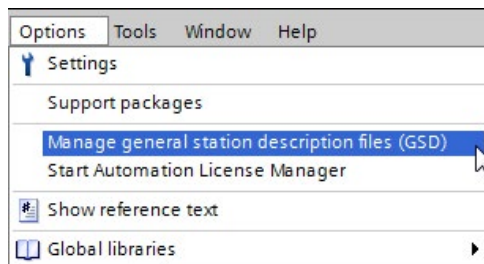 Options Tools Window Help
Settings
Support packages
Manage general station description files (GSD)
Start Automation License Manager
Show reference text
Global libraries